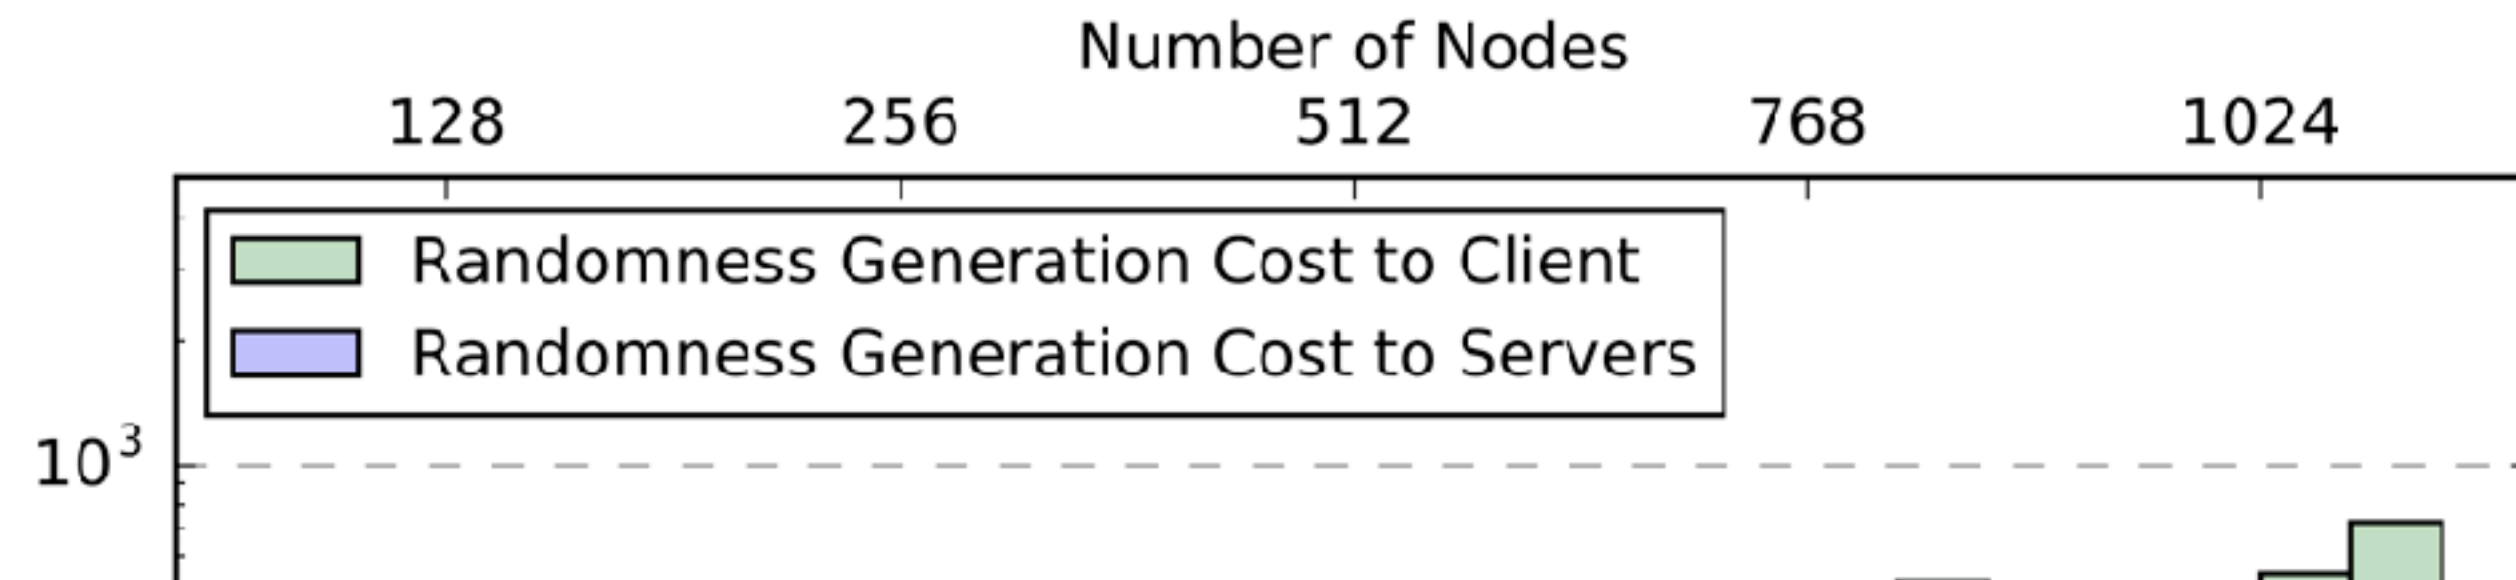 Number of Nodes
128 256 512 768 1024
Randomness Generation Cost to Client
Randomness Generation Cost to Servers
10³